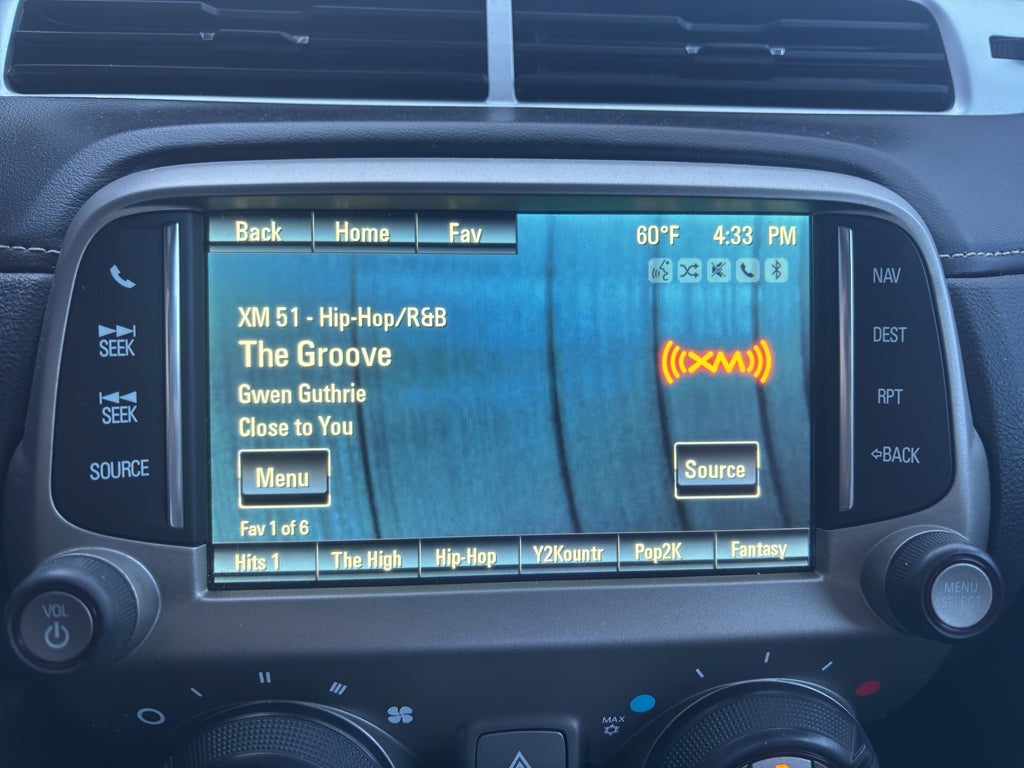 Back Home Fav 60°F 4:33 PM
XM 51 - Hip-Hop/R&B
The Groove
Gwen Guthrie
Close to You
XM
Menu
Source
Fav 1 of 6
Hits 1 The High Hip-Hop Y2Kountr Pop2K Fantasy
SEEK
SEEK
SOURCE
NAV
DEST
RPT
BACK
VOL
MENU
SELECT
MAX